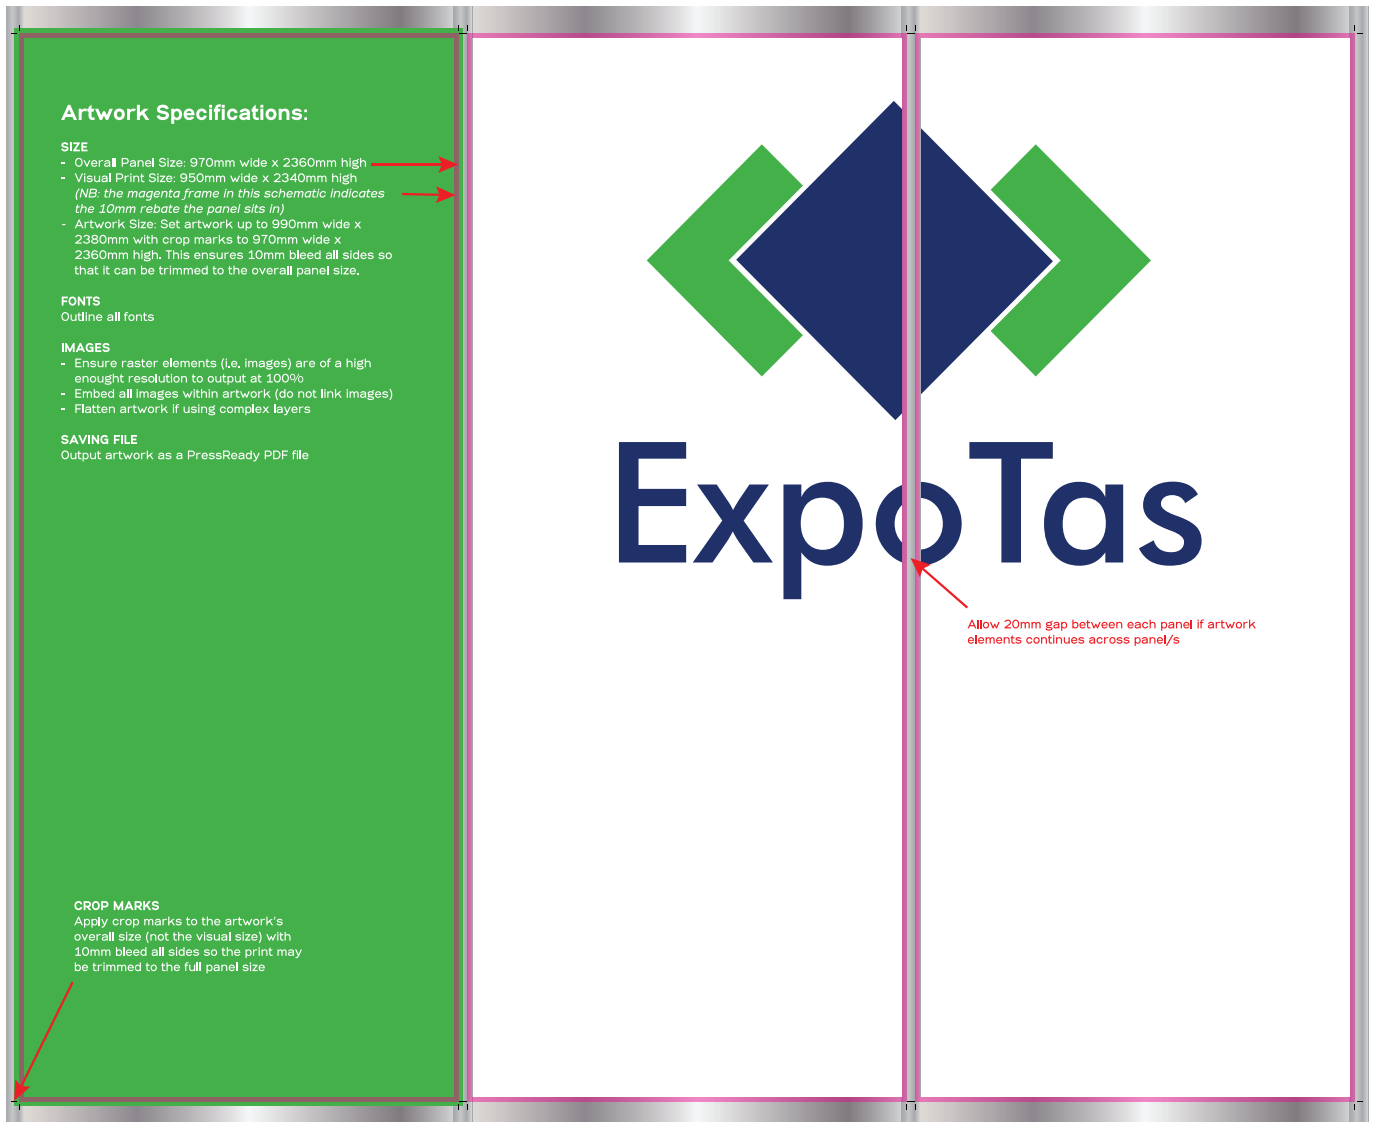 Artwork Specifications:
SIZE
- Overall Panel Size: 970mm wide x 2360mm high
- Visual Print Size: 950mm wide x 2340mm high
(NB: the magenta frame in this schematic indicates
the 10mm rebate the panel sits in)
- Artwork Size: Set artwork up to 990mm wide x
2380mm with crop marks to 970mm wide x
2360mm high. This ensures 10mm bleed all sides so
that it can be trimmed to the overall panel size.
FONTS
Outline all fonts
IMAGES
- Ensure raster elements (i.e. images) are of a high
enought resolution to output at 100%
- Embed all images within artwork (do not link images)
- Flatten artwork if using complex layers
SAVING FILE
Output artwork as a PressReady PDF file
CROP MARKS
Apply crop marks to the artwork's
overall size (not the visual size) with
10mm bleed all sides so the print may
be trimmed to the full panel size
ExpoTas
Allow 20mm gap between each panel if artwork
elements continues across panel/s